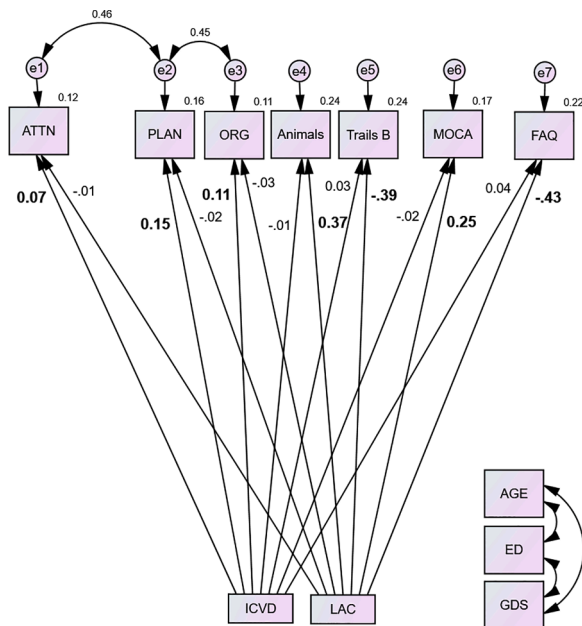 0.46
0.45
e1 e2 e3 e4 e5 e6 e7
0.12 0.16 0.11 0.24 0.24 0.17 0.22
ATTN PLAN ORG Animals Trails B MOCA FAQ
0.07 -.01 0.15 -.02 0.11 -.03 -.01 0.37 0.03 -.39 -.02 0.25 0.04 -.43
AGE
ED
ICVD LAC GDS